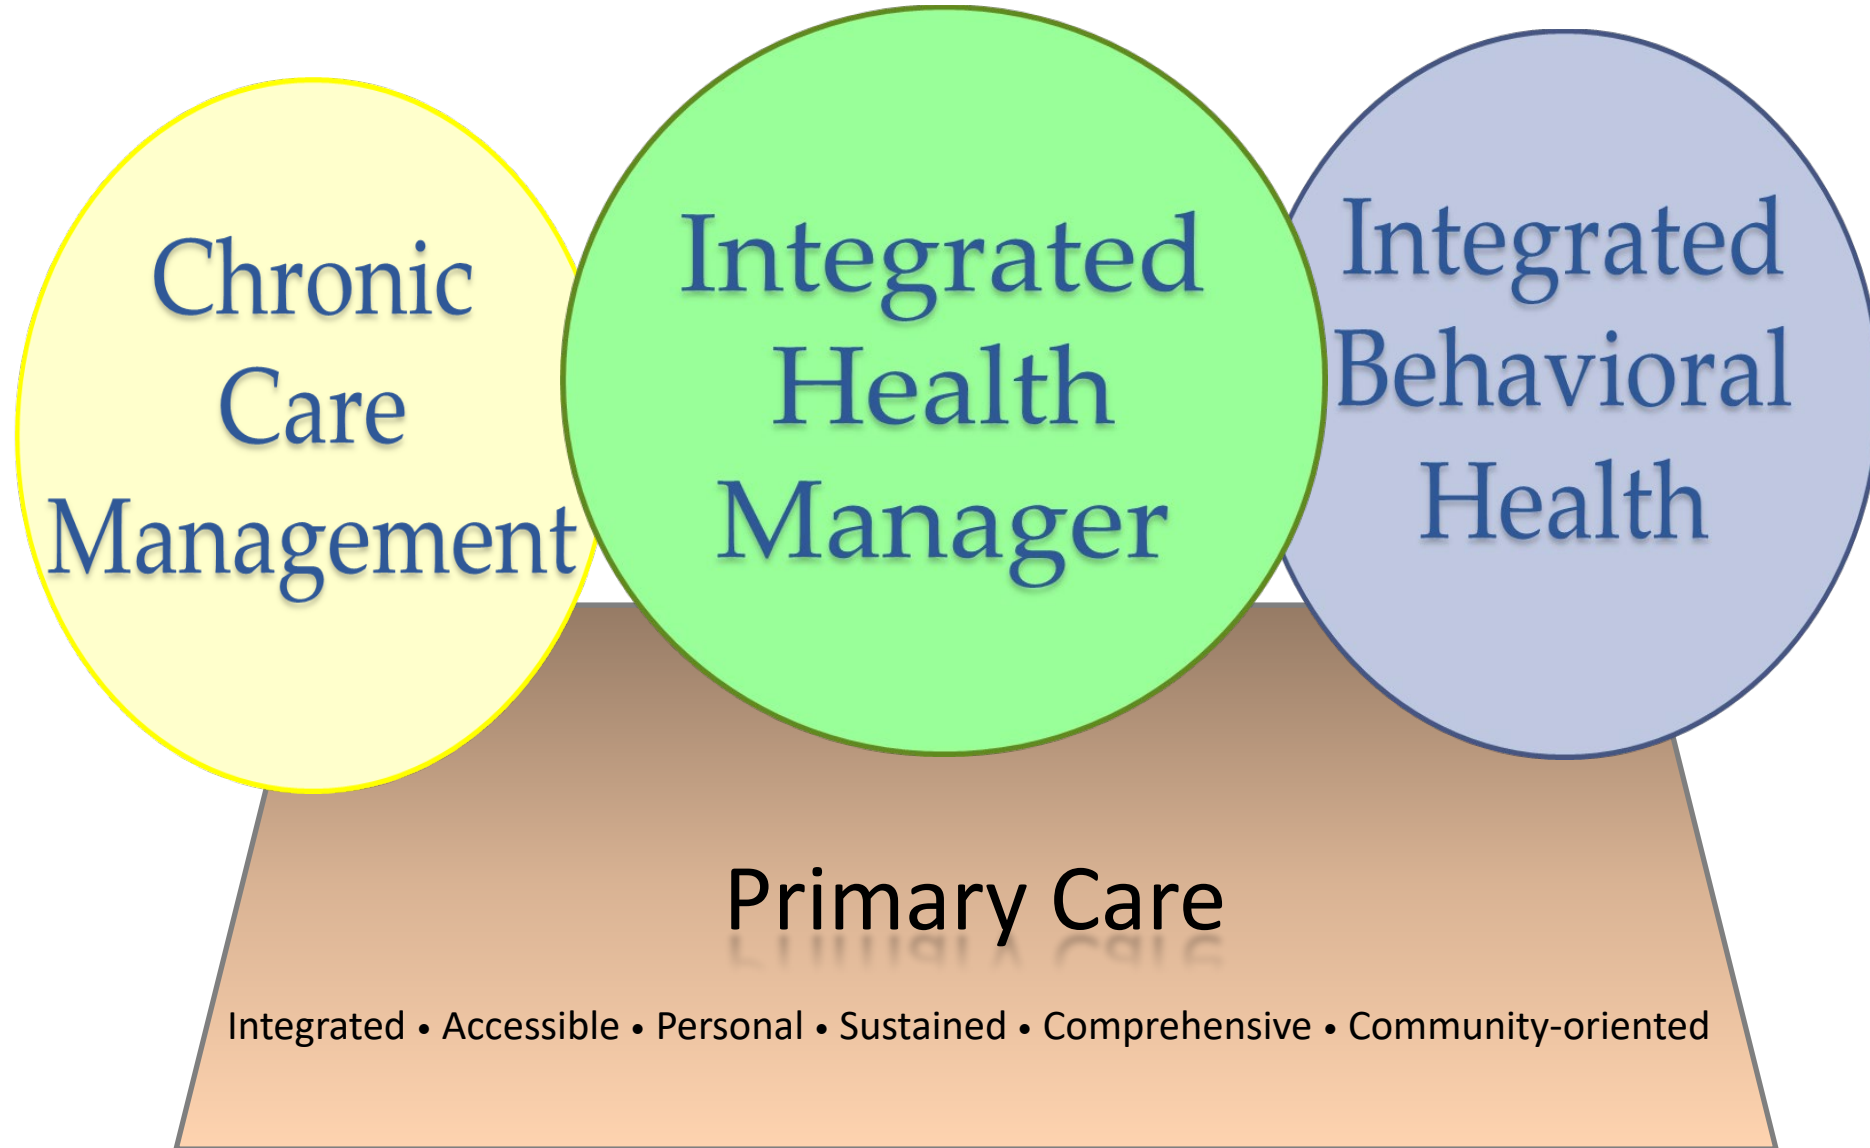 Chronic
Care
Management
Integrated
Health
Manager
Integrated
Behavioral
Health
Primary Care
Integrated • Accessible • Personal • Sustained • Comprehensive • Community-oriented